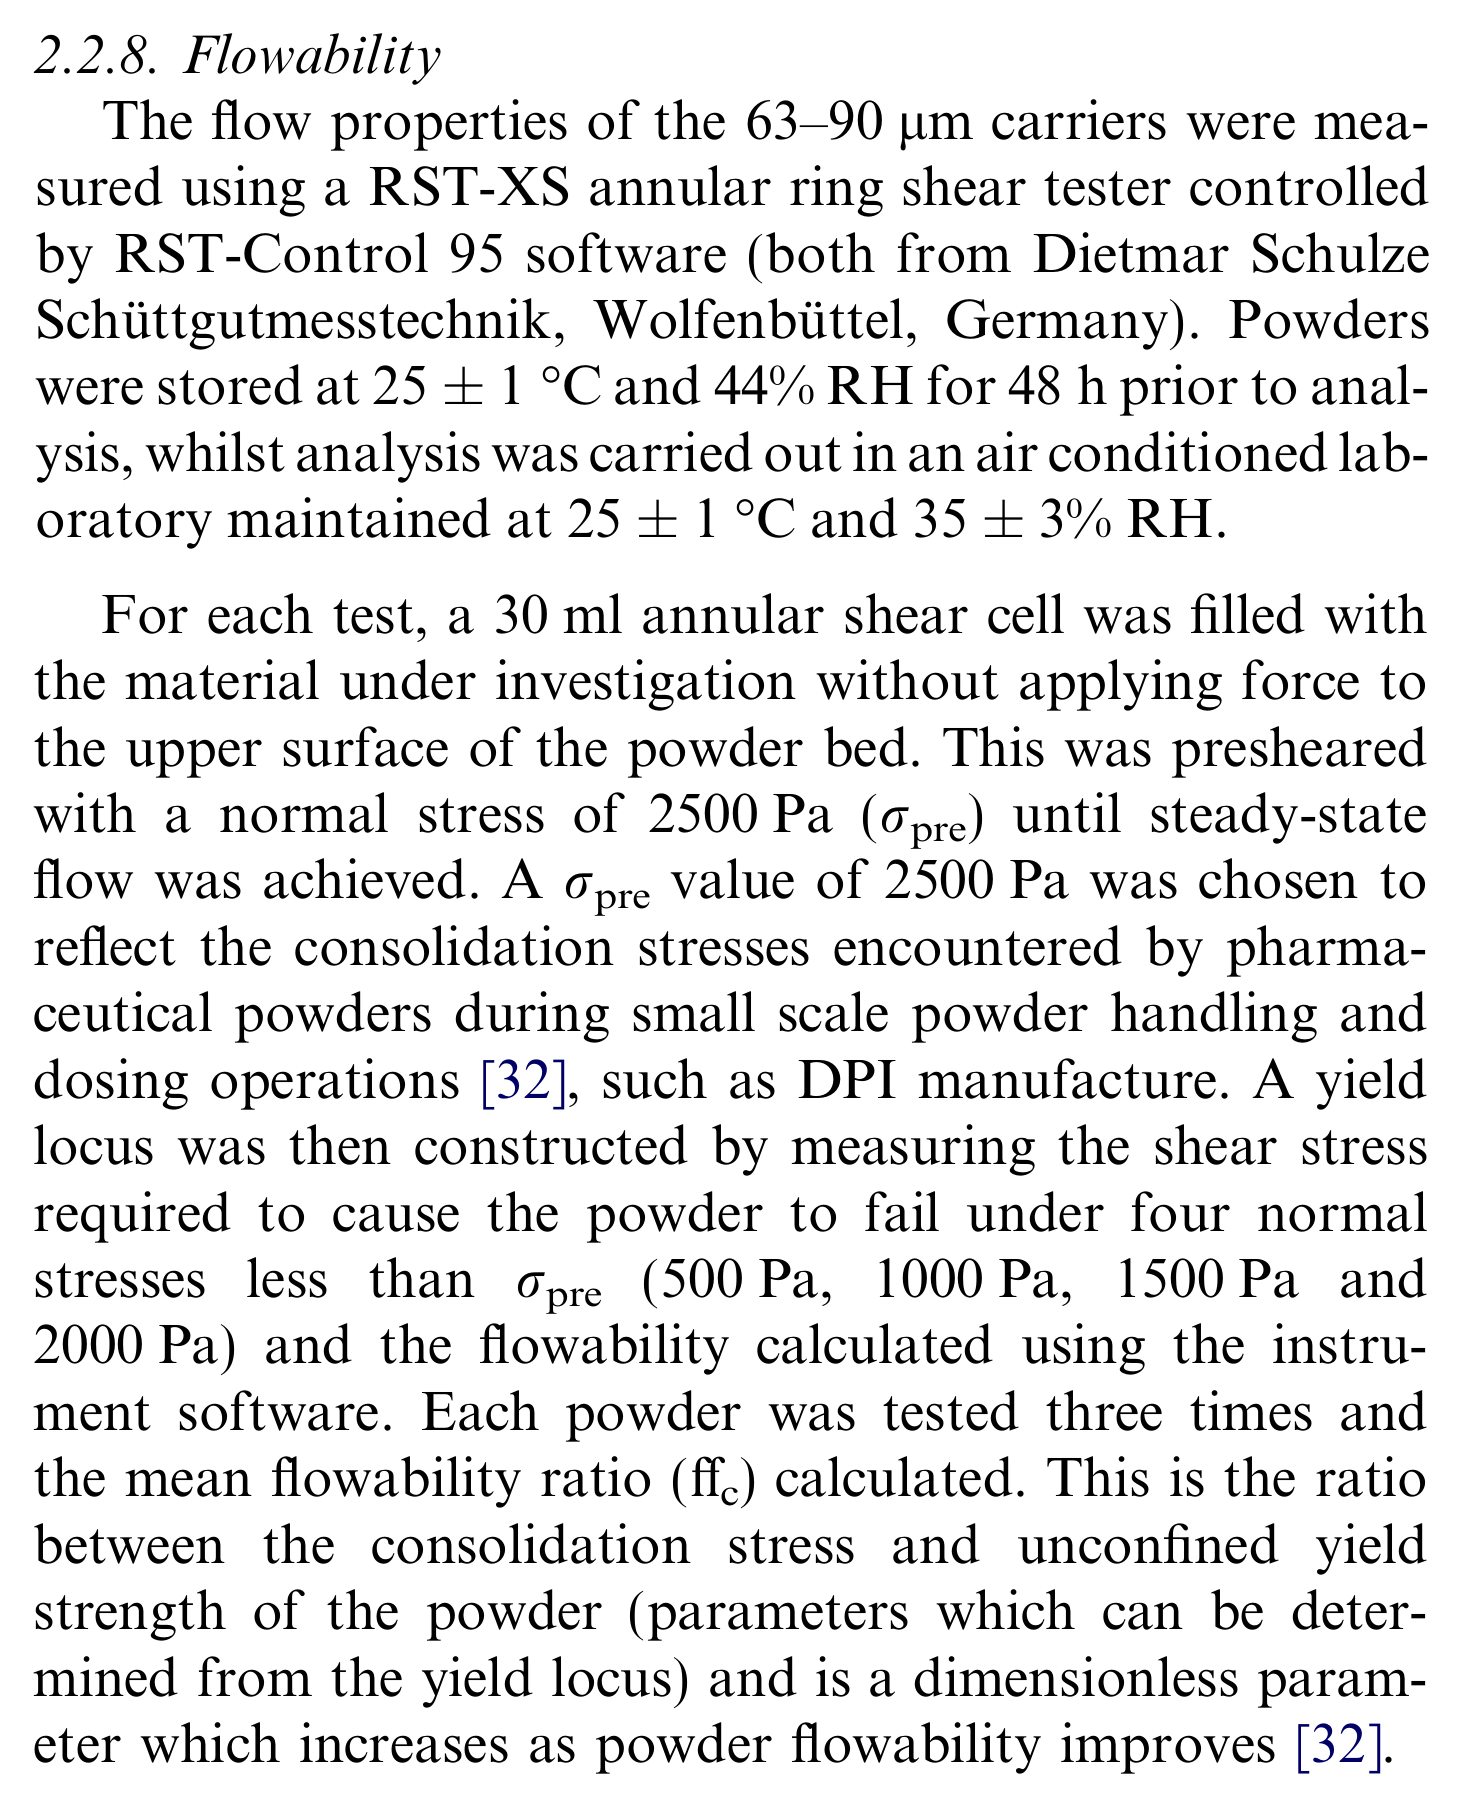 2.2.8. Flowability
The flow properties of the 63–90 μm carriers were mea-
sured using a RST-XS annular ring shear tester controlled
by RST-Control 95 software (both from Dietmar Schulze
Schüttgutmesstechnik, Wolfenbüttel, Germany). Powders
were stored at 25 ± 1 °C and 44% RH for 48 h prior to anal-
ysis, whilst analysis was carried out in an air conditioned lab-
oratory maintained at 25 ± 1 °C and 35 ± 3% RH.
For each test, a 30 ml annular shear cell was filled with
the material under investigation without applying force to
the upper surface of the powder bed. This was presheared
with a normal stress of 2500 Pa (σpre) until steady-state
flow was achieved. A σpre value of 2500 Pa was chosen to
reflect the consolidation stresses encountered by pharma-
ceutical powders during small scale powder handling and
dosing operations [32], such as DPI manufacture. A yield
locus was then constructed by measuring the shear stress
required to cause the powder to fail under four normal
stresses less than σpre (500 Pa, 1000 Pa, 1500 Pa and
2000 Pa) and the flowability calculated using the instru-
ment software. Each powder was tested three times and
the mean flowability ratio (ffc) calculated. This is the ratio
between the consolidation stress and unconfined yield
strength of the powder (parameters which can be deter-
mined from the yield locus) and is a dimensionless param-
eter which increases as powder flowability improves [32].